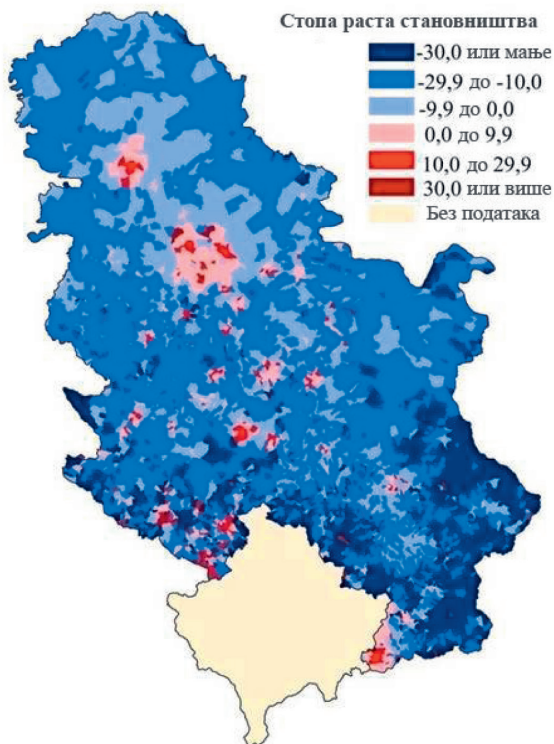 Стопа раста становништва
-30,0 или мање
-29,9 до -10,0
-9,9 до 0,0
0,0 до 9,9
10,0 до 29,9
30,0 или више
Без података